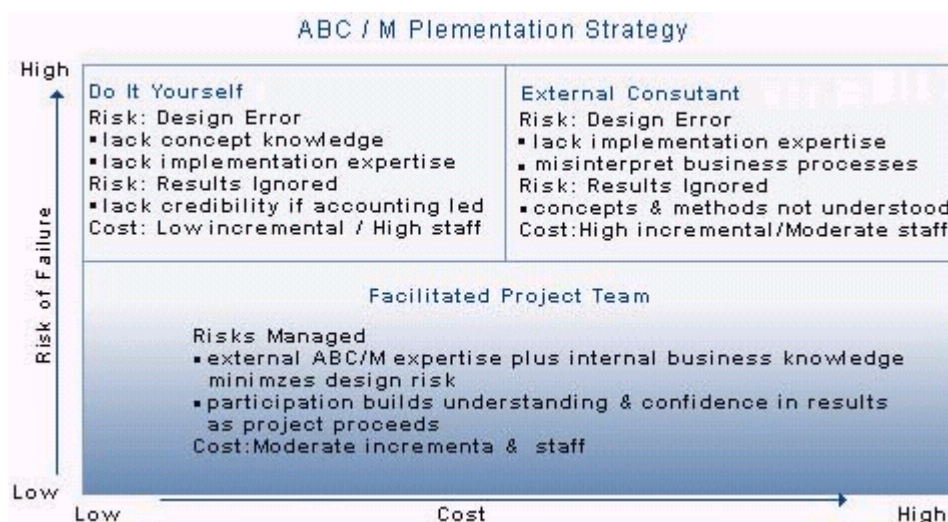 ABC / M Plementation Strategy
High
Do It Yourself
Risk: Design Error
▪lack concept knowledge
▪lack implementation expertise
Risk: Results Ignored
▪lack credibility if accounting led
Cost: Low incremental / High staff
External Consutant
Risk: Design Error
▪lack implementation expertise
▪ misinterpret business processes
Risk: Results Ignored
▪concepts & methods not understood
Cost:High incremental/Moderate staff
Risk of Failure
Facilitated Project Team
Risks Managed
▪external ABC/M expertise plus internal business knowledge
minimzes design risk
▪participation builds understanding & confidence in results
as project proceeds
Cost:Moderate incrementa & staff
Low
Low
Cost
High